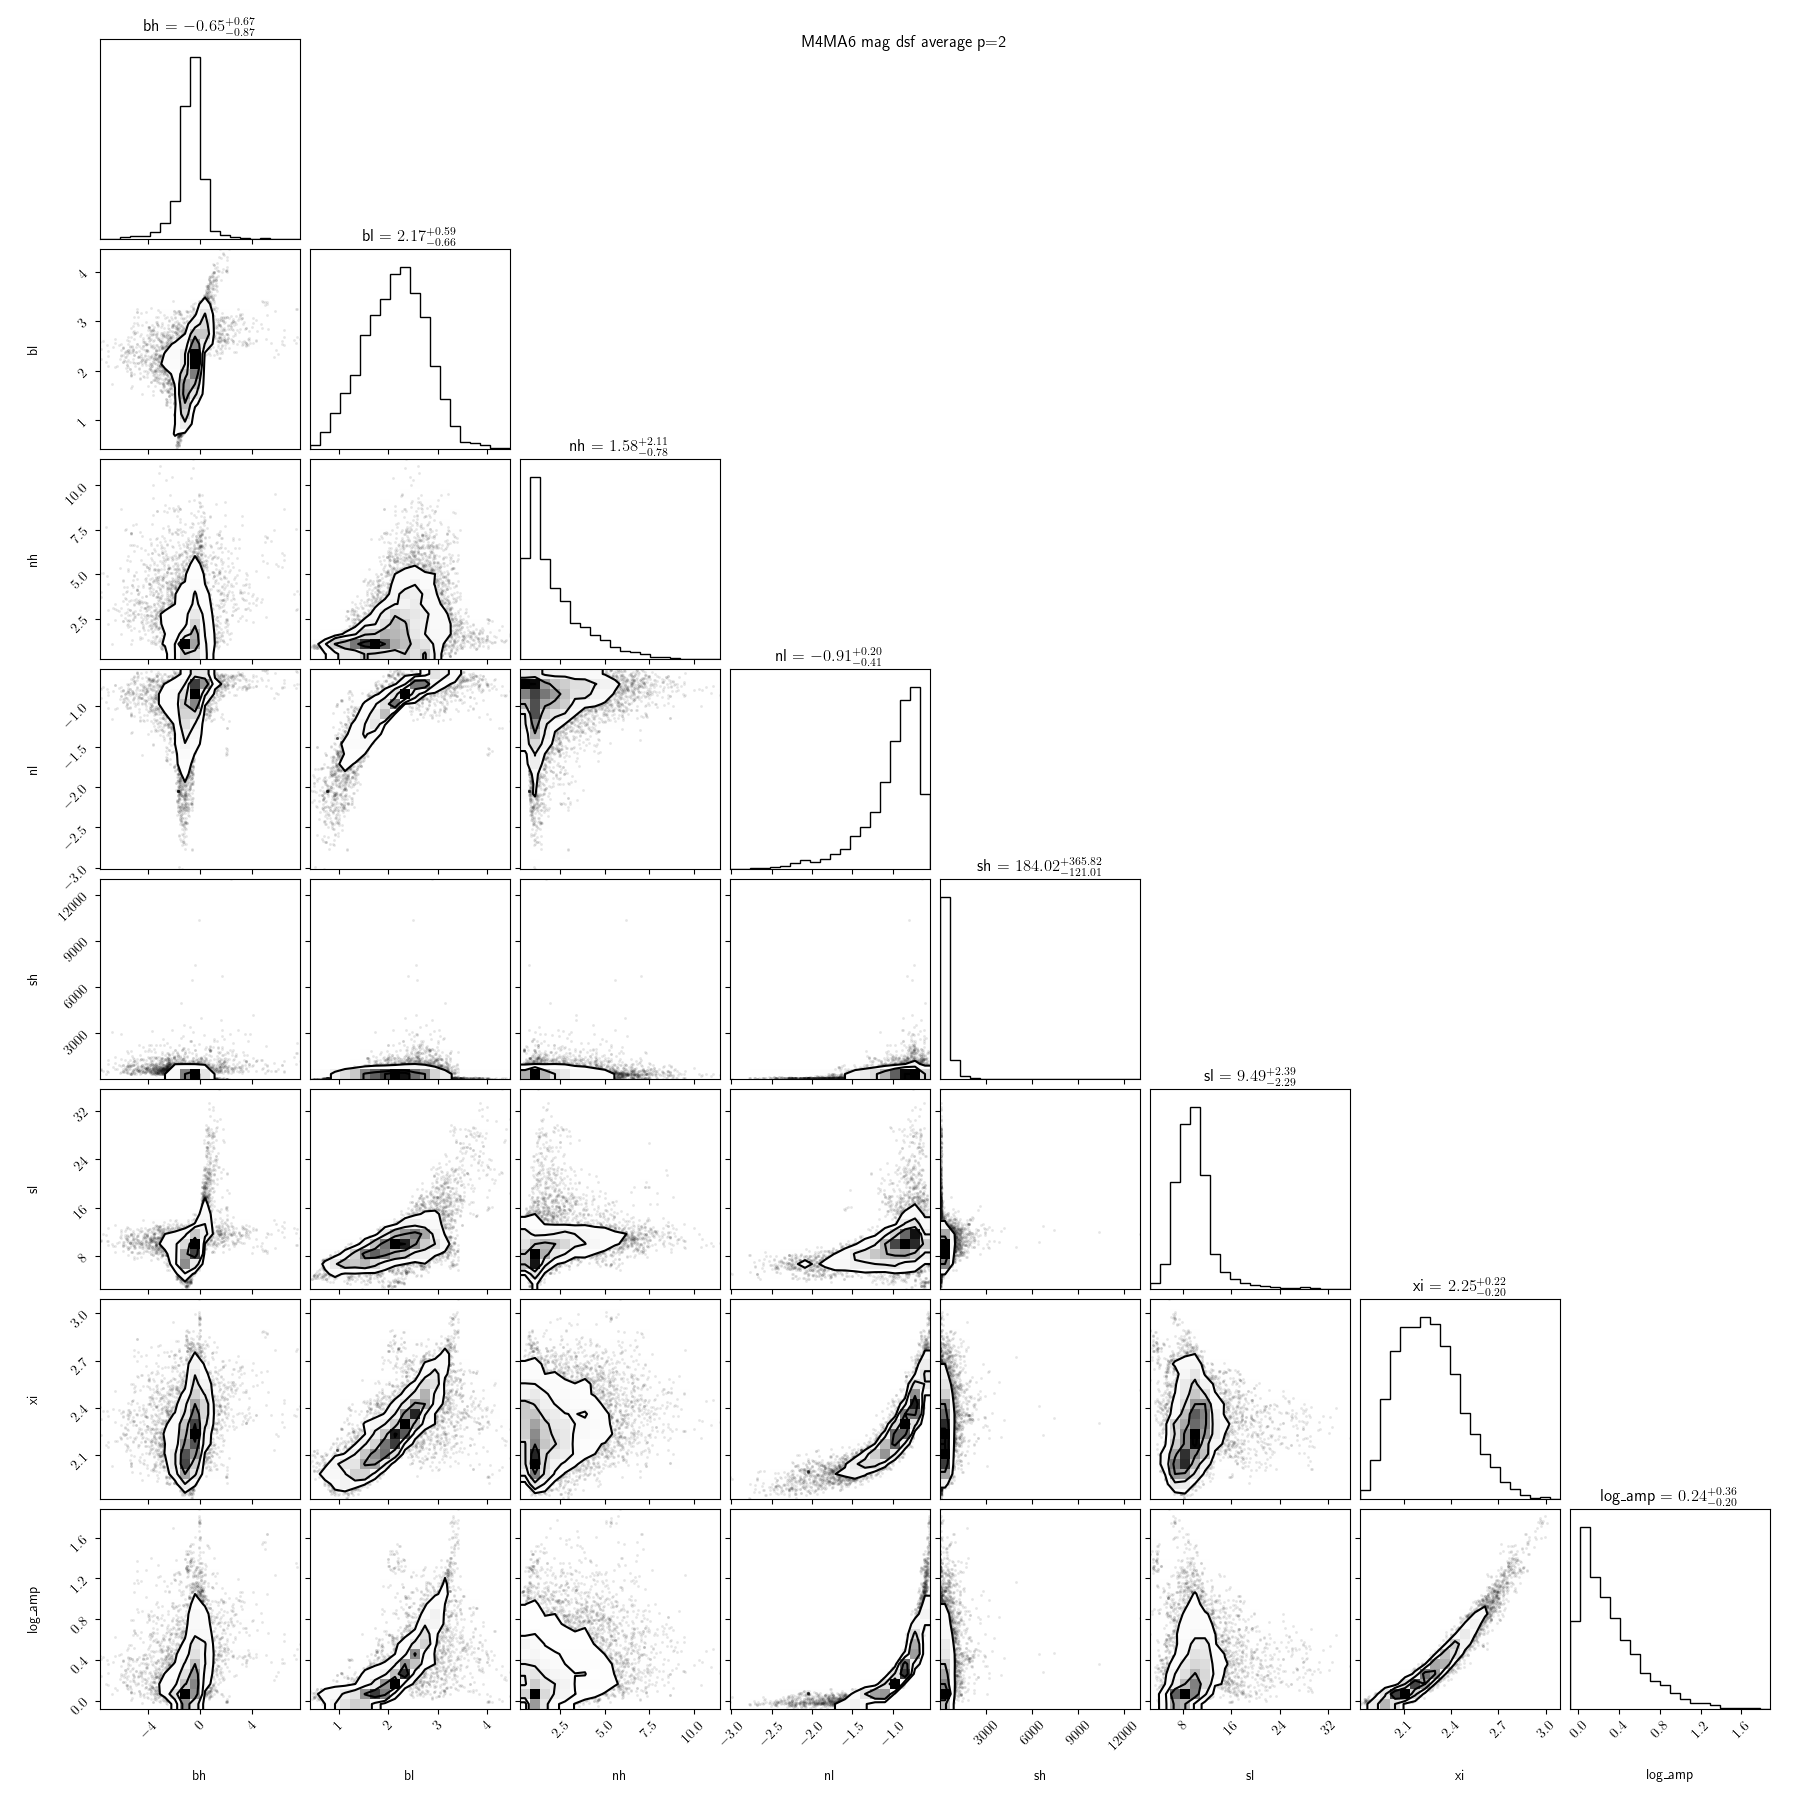 bh = −0.65 +0.67 −0.87
M4MA6 mag dsf average p=2
bl = 2.17 +0.59 −0.66
bl
4
3
2
1
nh = 1.58 +2.11 −0.78
nh
10.0
7.5
5.0
2.5
nl = −0.91 +0.20 −0.41
nl
−1.0
−1.5
−2.0
−2.5
−3.0
sh = 184.02 +365.82 −121.01
sh
12000
9000
6000
3000
sl = 9.49 +2.39 −2.29
sl
32
24
16
8
xi = 2.25 +0.22 −0.20
xi
3.0
2.7
2.4
2.1
log_amp = 0.24 +0.36 −0.20
log_amp
1.6
1.2
0.8
0.4
0.0
−4 0 4
1 2 3 4
2.5 5.0 7.5 10.0
−3.0 −2.5 −2.0 −1.5 −1.0
3000 6000 9000 12000
8 16 24 32
2.1 2.4 2.7 3.0
0.0 0.4 0.8 1.2 1.6
bh bl nh nl sh sl xi log_amp